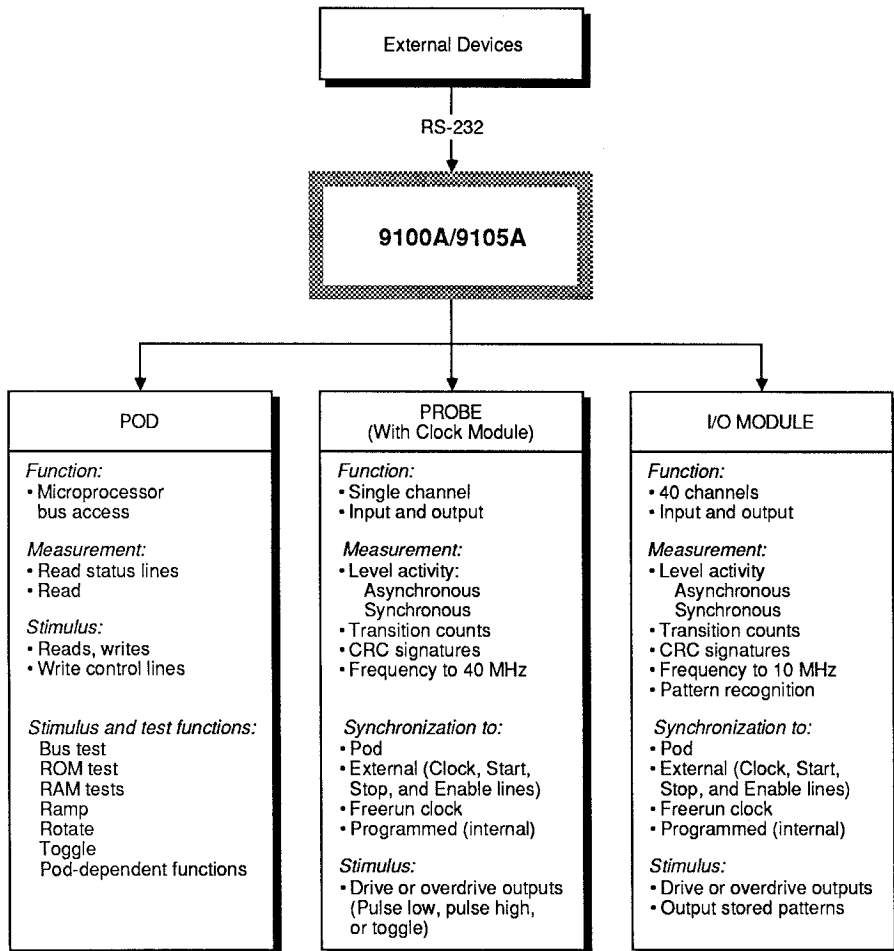 External Devices
RS-232
9100A/9105A
POD
Function:
• Microprocessor
bus access
Measurement:
• Read status lines
• Read
Stimulus:
• Reads, writes
• Write control lines
Stimulus and test functions:
Bus test
ROM test
RAM tests
Ramp
Rotate
Toggle
Pod-dependent functions
PROBE
(With Clock Module)
Function:
• Single channel
• Input and output
Measurement:
• Level activity:
Asynchronous
Synchronous
• Transition counts
• CRC signatures
• Frequency to 40 MHz
Synchronization to:
• Pod
• External (Clock, Start,
Stop, and Enable lines)
• Freerun clock
• Programmed (internal)
Stimulus:
• Drive or overdrive outputs
(Pulse low, pulse high,
or toggle)
I/O MODULE
Function:
• 40 channels
• Input and output
Measurement:
• Level activity
Asynchronous
Synchronous
• Transition counts
• CRC signatures
• Frequency to 10 MHz
• Pattern recognition
Synchronization to:
• Pod
• External (Clock, Start,
Stop, and Enable lines)
• Freerun clock
• Programmed (internal)
Stimulus:
• Drive or overdrive outputs
• Output stored patterns